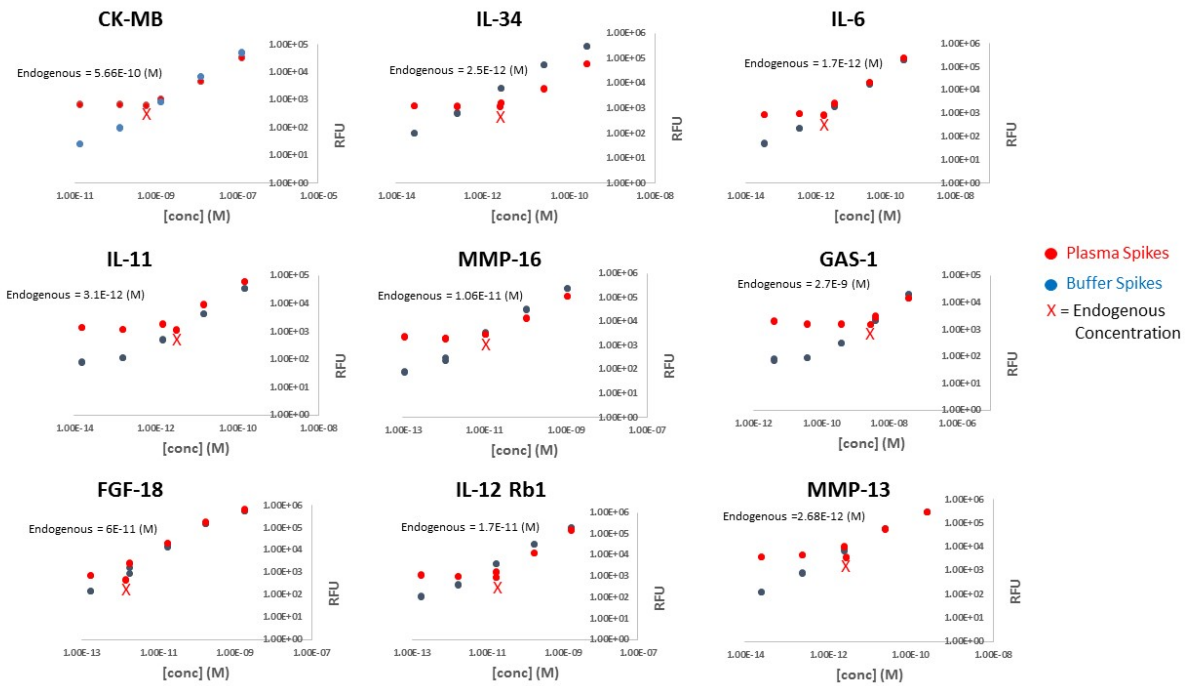 CK-MB
Endogenous = 5.66E-10 (M)
1.00E+05
1.00E+04
1.00E+03
1.00E+02
1.00E+01
1.00E+00
RFU
1.00E-11
1.00E-09
1.00E-07
1.00E-05
[conc] (M)
IL-34
Endogenous = 2.5E-12 (M)
1.00E+06
1.00E+05
1.00E+04
1.00E+03
1.00E+02
1.00E+01
1.00E+00
RFU
1.00E-14
1.00E-12
1.00E-10
1.00E-08
[conc] (M)
IL-6
Endogenous = 1.7E-12 (M)
1.00E+06
1.00E+05
1.00E+04
1.00E+03
1.00E+02
1.00E+01
1.00E+00
RFU
1.00E-14
1.00E-12
1.00E-10
1.00E-08
[conc] (M)
IL-11
Endogenous = 3.1E-12 (M)
1.00E+05
1.00E+04
1.00E+03
1.00E+02
1.00E+01
1.00E+00
RFU
1.00E-14
1.00E-12
1.00E-10
1.00E-08
[conc] (M)
MMP-16
Endogenous = 1.06E-11 (M)
1.00E+06
1.00E+05
1.00E+04
1.00E+03
1.00E+02
1.00E+01
1.00E+00
RFU
1.00E-13
1.00E-11
1.00E-09
1.00E-07
[conc] (M)
GAS-1
Endogenous = 2.7E-9 (M)
1.00E+05
1.00E+04
1.00E+03
1.00E+02
1.00E+01
1.00E+00
RFU
1.00E-12
1.00E-10
1.00E-08
1.00E-06
[conc] (M)
Plasma Spikes
Buffer Spikes
X = Endogenous
Concentration
FGF-18
Endogenous = 6E-11 (M)
1.00E+06
1.00E+05
1.00E+04
1.00E+03
1.00E+02
1.00E+01
1.00E+00
RFU
1.00E-13
1.00E-11
1.00E-09
1.00E-07
[conc] (M)
IL-12 Rb1
Endogenous = 1.7E-11 (M)
1.00E+06
1.00E+05
1.00E+04
1.00E+03
1.00E+02
1.00E+01
1.00E+00
RFU
1.00E-13
1.00E-11
1.00E-09
1.00E-07
[conc] (M)
MMP-13
Endogenous =2.68E-12 (M)
1.00E+06
1.00E+05
1.00E+04
1.00E+03
1.00E+02
1.00E+01
1.00E+00
RFU
1.00E-14
1.00E-12
1.00E-10
1.00E-08
[conc] (M)